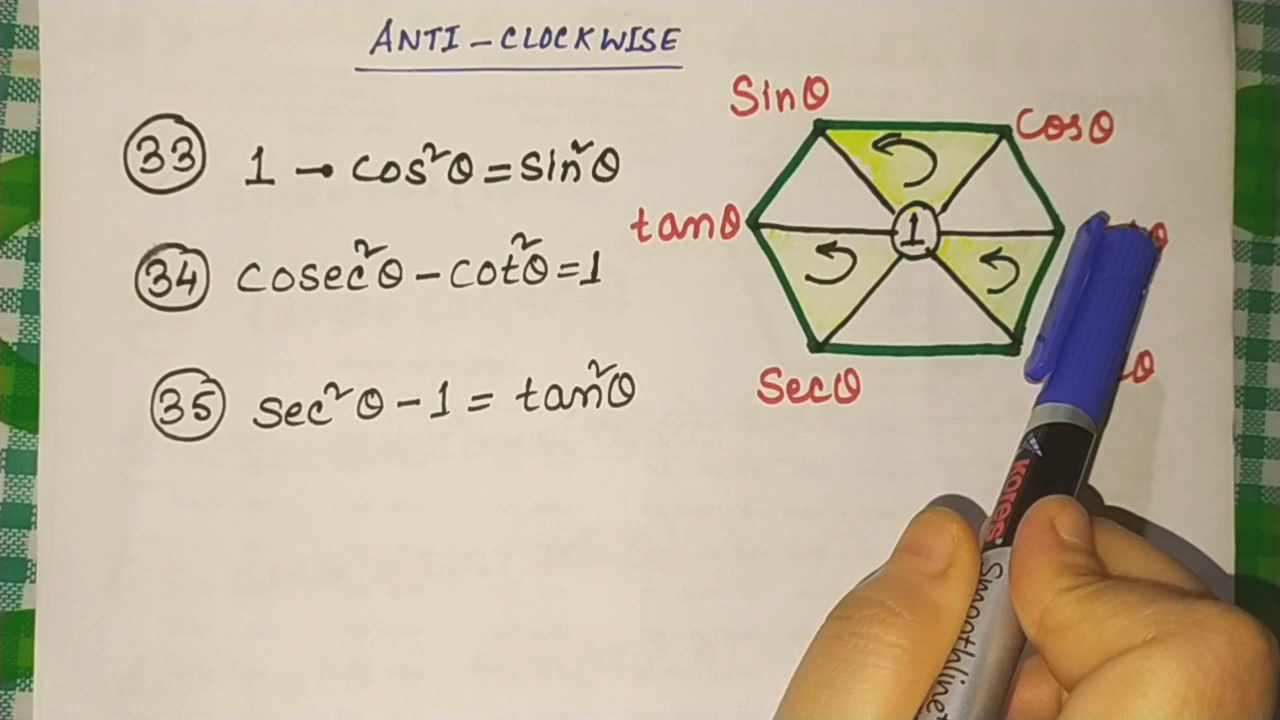 ANTI-CLOCKWISE
Sinθ
cosθ
33 1 - cos²θ = sin²θ
tanθ
1
34 cosec²θ - cot²θ = 1
Secθ
35 sec²θ - 1 = tan²θ
Kores
Smoothline